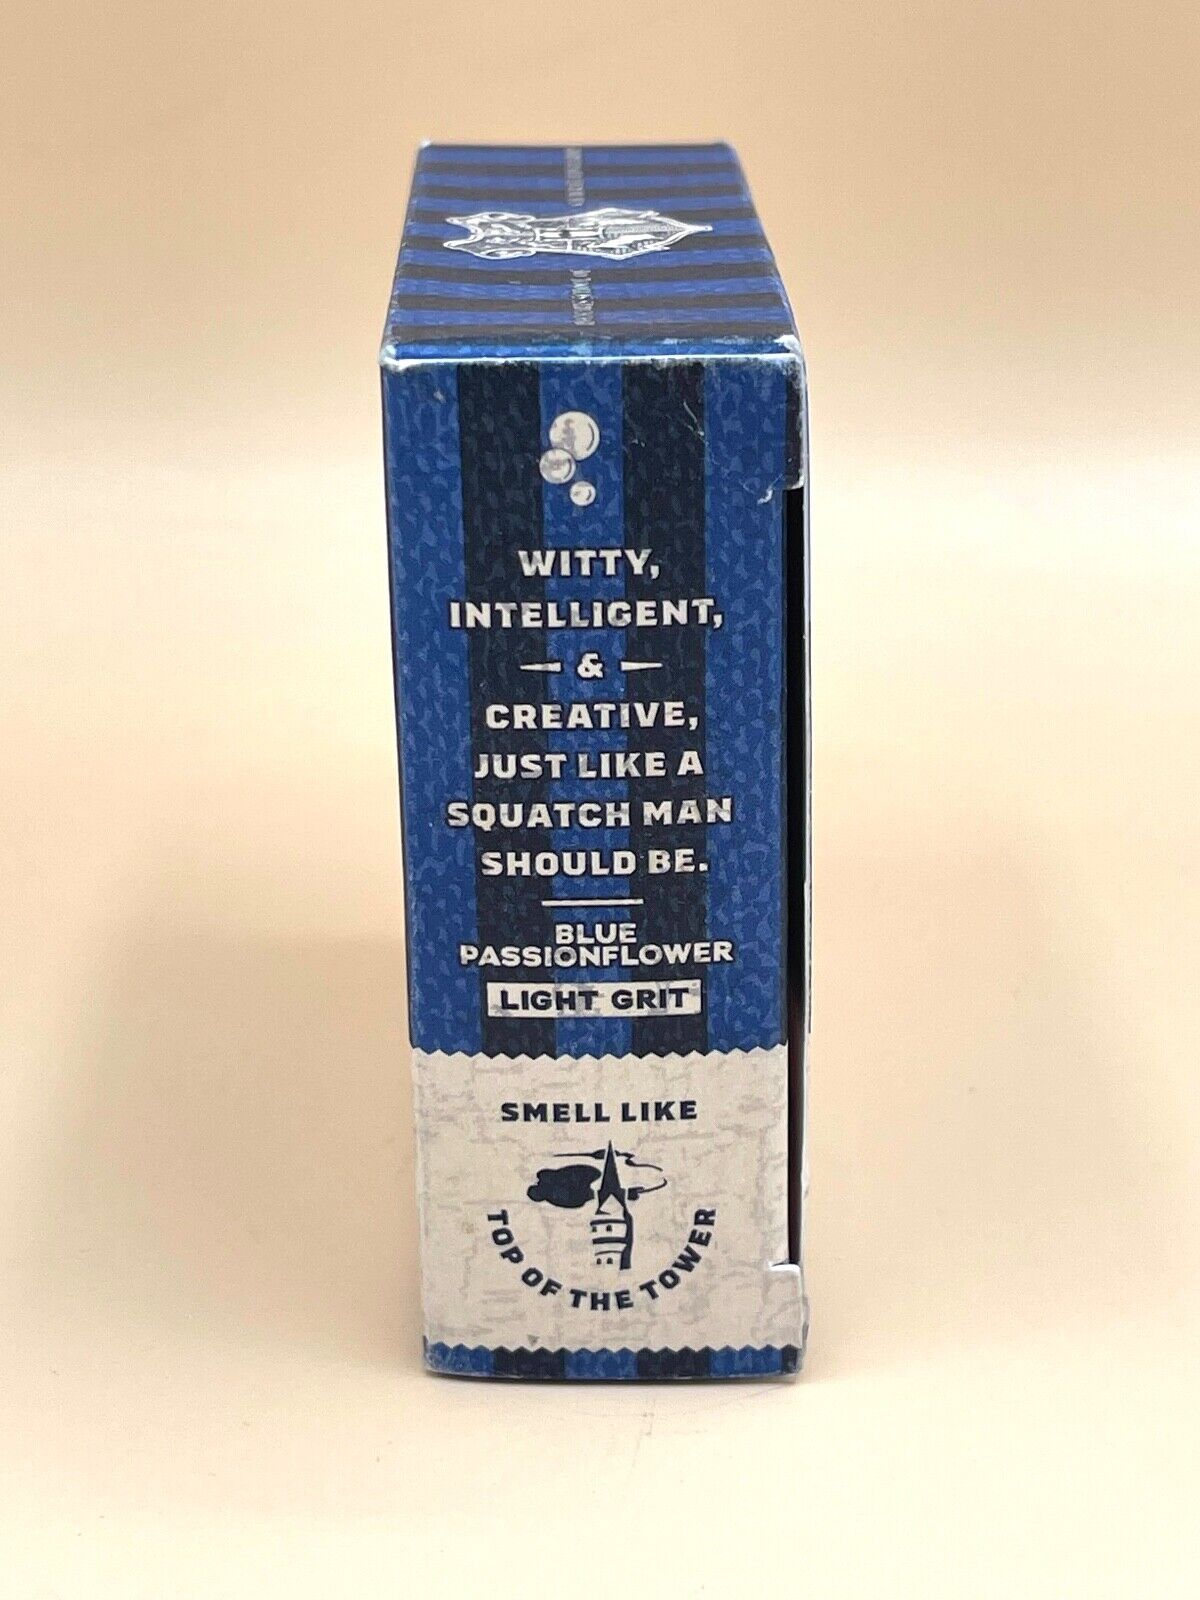 WITTY,
INTELLIGENT,
&
CREATIVE,
JUST LIKE A
SQUATCH MAN
SHOULD BE.
BLUE
PASSIONFLOWER
LIGHT GRIT
SMELL LIKE
TOP OF THE TOWER